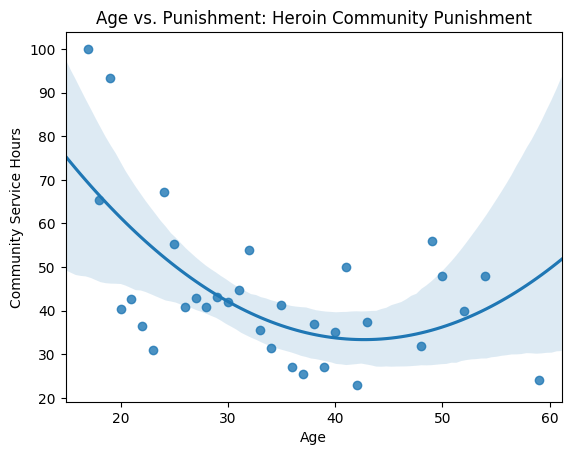 Age vs. Punishment: Heroin Community Punishment
100
90
80
70
60
50
40
30
20
Community Service Hours
20 30 40 50 60
Age